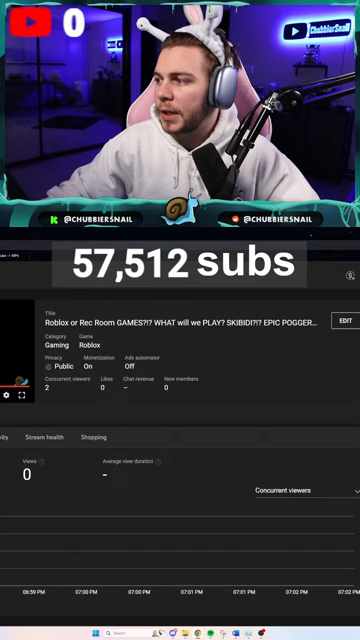 0
ChubbierSnail
@CHUBBIERSNAIL
@CHUBBIERSNAIL
57,512 subs
Title
Roblox or Rec Room GAMES?!? WHAT will we PLAY? SKIBIDI?!? EPIC POGGER...
EDIT
Category
Game
Gaming
Roblox
Privacy
Monetization
Ads automator
Public
On
Off
Concurrent viewers
Likes
Chat revenue
New members
2
0
–
0
Stream health
Shopping
Views
Average view duration
0
-
Concurrent viewers
06:59 PM
07:00 PM
07:00 PM
07:01 PM
07:01 PM
07:02 PM
07:02 PM
Search